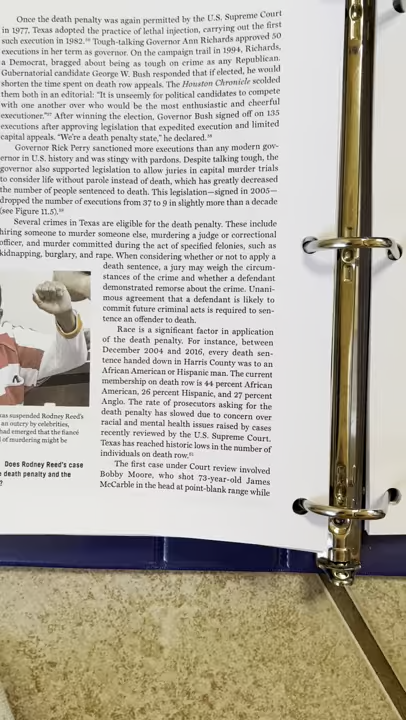 Once the death penalty was again permitted by the U.S. Supreme Court
in 1977, Texas adopted the practice of lethal injection, carrying out the first
such execution in 1982. Tough-talking Governor Ann Richards approved 50
executions in her term as governor. On the campaign trail in 1994, Richards,
a Democrat, bragged about being as tough on crime as any Republican.
Gubernatorial candidate George W. Bush responded that if elected, he would
shorten the time spent on death row appeals. The Houston Chronicle scolded
them both in an editorial: "It is unseemly for political candidates to compete
with one another over who would be the most enthusiastic and cheerful
executioner." After winning the election, Governor Bush signed off on 135
executions after approving legislation that expedited execution and limited
capital appeals. "We're a death penalty state," he declared.
Governor Rick Perry sanctioned more executions than any modern gov-
ernor in U.S. history and was stingy with pardons. Despite talking tough, the
governor also supported legislation to allow juries in capital murder trials
to consider life without parole instead of death, which has greatly decreased
the number of people sentenced to death. This legislation—signed in 2005—
dropped the number of executions from 37 to 9 in slightly more than a decade
(see Figure 11.5).
Several crimes in Texas are eligible for the death penalty. These include
hiring someone to murder someone else, murdering a judge or correctional
officer, and murder committed during the act of specified felonies, such as
kidnapping, burglary, and rape. When considering whether or not to apply a
death sentence, a jury may weigh the circum-
stances of the crime and whether a defendant
demonstrated remorse about the crime. Unani-
mous agreement that a defendant is likely to
commit future criminal acts is required to sen-
tence an offender to death.
Race is a significant factor in application
of the death penalty. For instance, between
December 2004 and 2016, every death sen-
tence handed down in Harris County was to an
African American or Hispanic man. The current
membership on death row is 44 percent African
American, 26 percent Hispanic, and 27 percent
Anglo. The rate of prosecutors asking for the
death penalty has slowed due to concern over
racial and mental health issues raised by cases
recently reviewed by the U.S. Supreme Court.
Texas has reached historic lows in the number of
individuals on death row.
The first case under Court review involved
Bobby Moore, who shot 73-year-old James
McCarble in the head at point-blank range while
as suspended Rodney Reed's
an outcry by celebrities,
had emerged that the fiancé
of murdering might be
Does Rodney Reed's case
death penalty and the
?